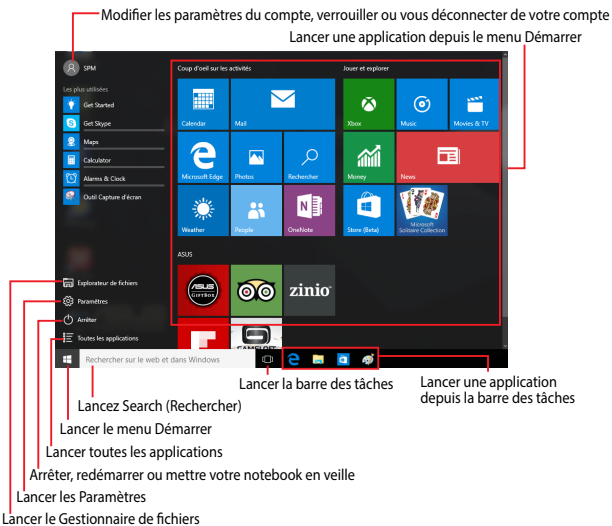 Modifier les paramètres du compte, verrouiller ou vous déconnecter de votre compte
Lancer une application depuis le menu Démarrer
SPM
Coup d'oeil sur les activités
Jouer et explorer
Les plus utilisées
Get Started
Get Skype
Maps
Calculator
Alarms & Clock
Outil Capture d'écran
Calendar
Mail
Xbox
Music
Movies & TV
Microsoft Edge
Photos
Rechercher
Money
News
Weather
People
N
OneNote
Store (Beta)
Microsoft
Solitaire Collection
ASUS
ASUS
GIFTBOX
zinio
GAMELOFT
Explorateur de fichiers
Paramètres
Arrêter
Toutes les applications
Rechercher sur le web et dans Windows
Lancer la barre des tâches
Lancer une application
depuis la barre des tâches
Lancez Search (Rechercher)
Lancer le menu Démarrer
Lancer toutes les applications
Arrêter, redémarrer ou mettre votre notebook en veille
Lancer les Paramètres
Lancer le Gestionnaire de fichiers